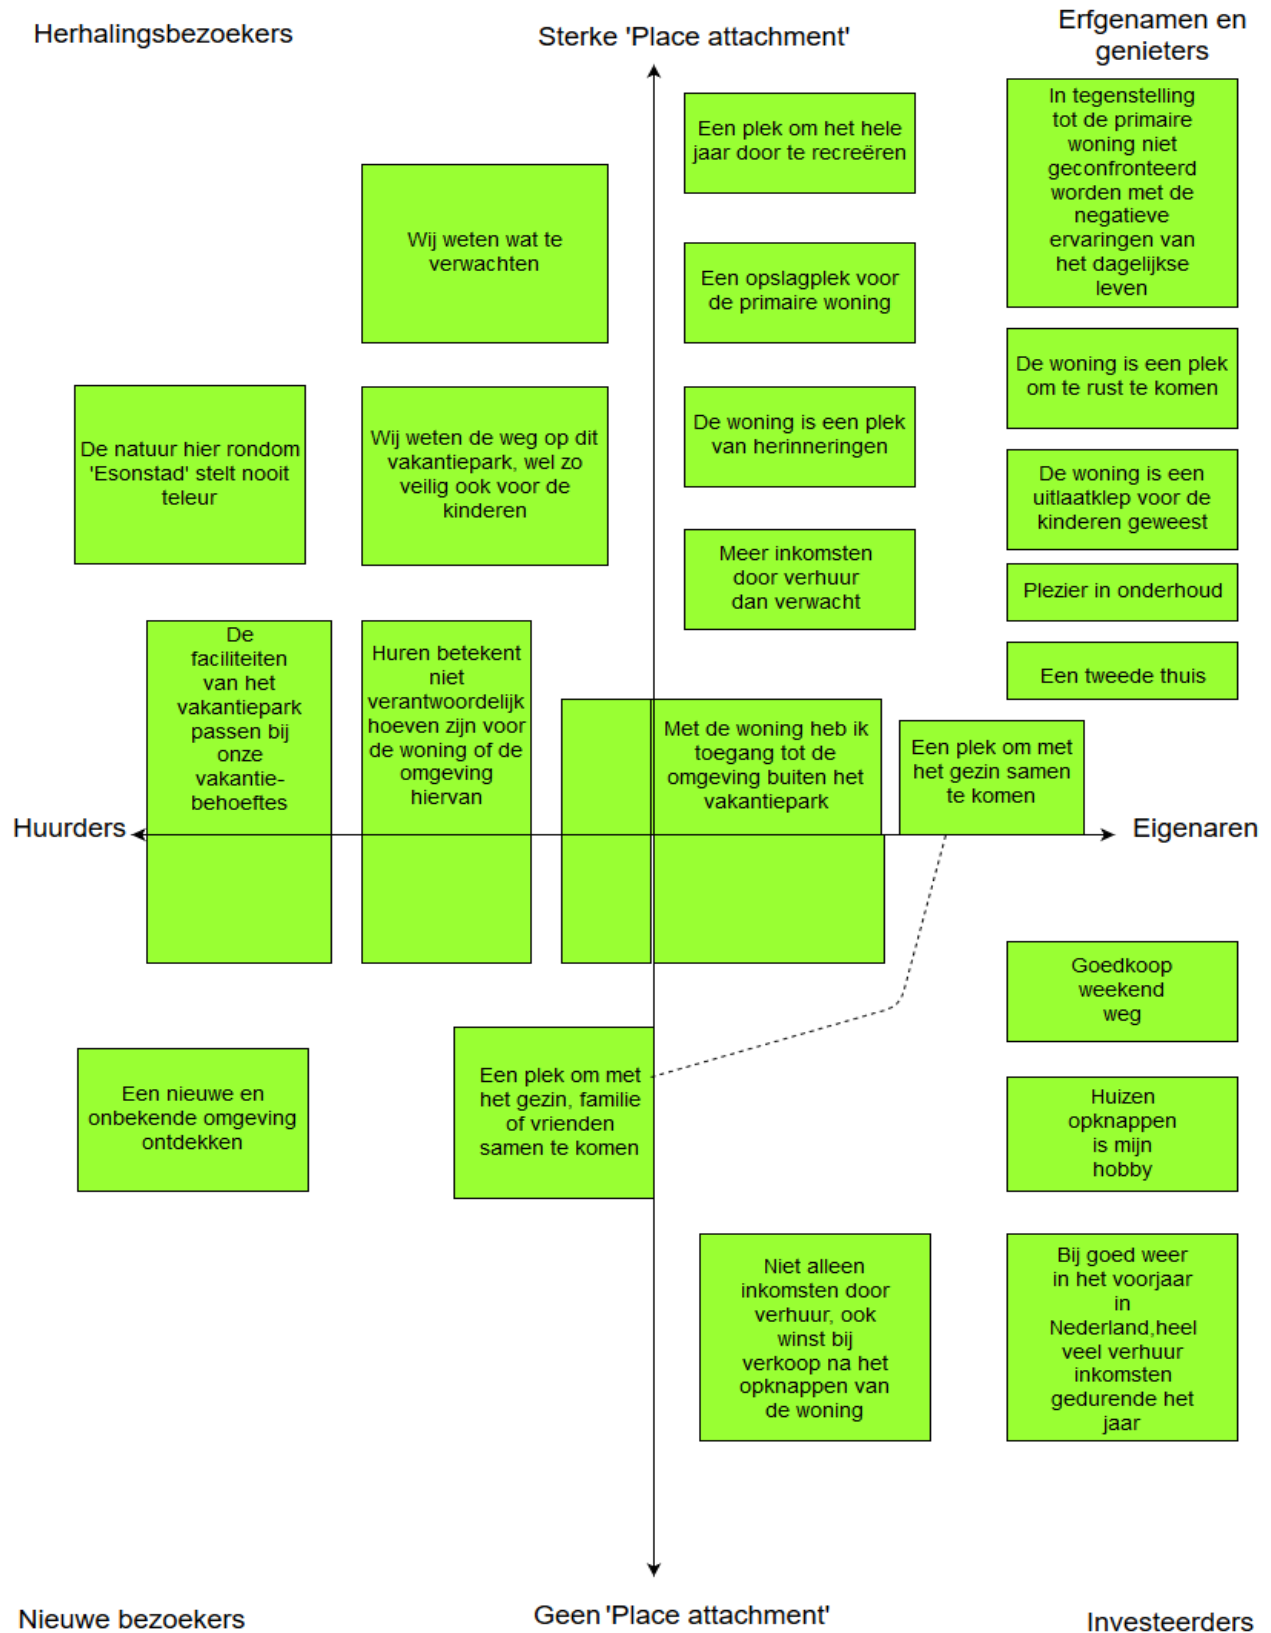 Herhalingsbezoekers
Sterke 'Place attachment'
Erfgenamen en
genieters
In tegenstelling
tot de primaire
woning niet
geconfronteerd
worden met de
negatieve
ervaringen van
het dagelijkse
leven
Een plek om het hele
jaar door te recreëren
Wij weten wat te
verwachten
Een opslagplek voor
de primaire woning
De woning is een plek
om te rust te komen
De natuur hier rondom
'Esonstad' stelt nooit
teleur
Wij weten de weg op dit
vakantiepark, wel zo
veilig ook voor de
kinderen
De woning is een plek
van herinneringen
De woning is een
uitlaatklep voor de
kinderen geweest
Meer inkomsten
door verhuur
dan verwacht
Plezier in onderhoud
Een tweede thuis
De
faciliteiten
van het
vakantiepark
passen bij
onze
vakantie-
behoeftes
Huren betekent
niet
verantwoordelijk
hoeven zijn voor
de woning of de
omgeving
hiervan
Met de woning heb ik
toegang tot de
omgeving buiten het
vakantiepark
Een plek om met
het gezin samen
te komen
Huurders
Eigenaren
Goedkoop
weekend
weg
Een nieuwe en
onbekende omgeving
ontdekken
Een plek om met
het gezin, familie
of vrienden
samen te komen
Huizen
opknappen
is mijn
hobby
Niet alleen
inkomsten door
verhuur, ook
winst bij
verkoop na het
opknappen van
de woning
Bij goed weer
in het voorjaar
in
Nederland,heel
veel verhuur
inkomsten
gedurende het
jaar
Nieuwe bezoekers
Geen 'Place attachment'
Investeerders